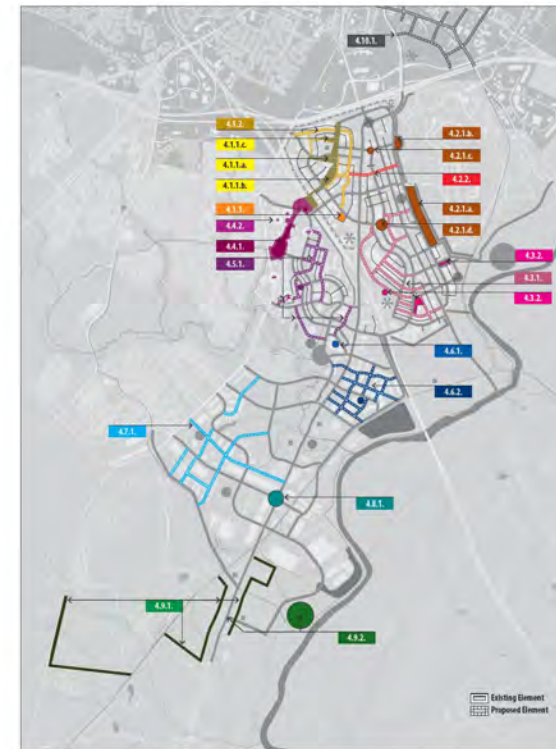 4.10.1.
4.1.2.
4.1.1.c.
4.1.1.a.
4.1.1.b.
4.1.3.
4.4.2.
4.4.1.
4.5.1.
4.2.1.b.
4.2.1.c.
4.2.2.
4.2.1.a.
4.2.1.d.
4.3.2.
4.3.1.
4.3.2.
4.6.1.
4.6.2.
4.7.1.
4.8.1.
4.9.1.
4.9.2.
Existing Element
Proposed Element